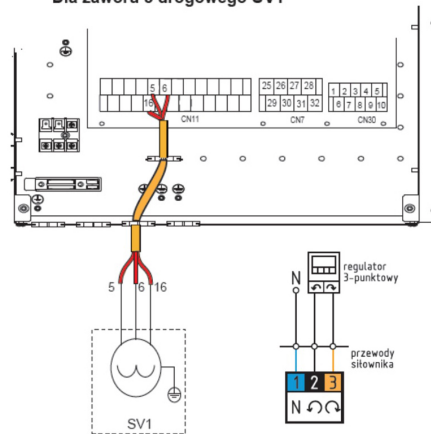 Dla zaworu 3-drogowego SV1
5 6
16
CN11
25 26 27 28
29 30 31 32
CN7
1 2 3 4 5
6 7 8 9 10
CN30
5 6 16
SV1
N
regulator
3-punktowy
przewody
siłownika
1 2 3
N